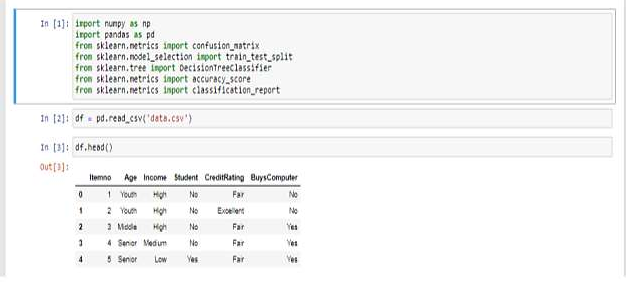 In [1]: import numpy as np
import pandas as pd
from sklearn.metrics import confusion_matrix
from sklearn.model_selection import train_test_split
from sklearn.tree import DecisionTreeClassifier
from sklearn.metrics import accuracy_score
from sklearn.metrics import classification_report
In [2]: df = pd.read_csv('data.csv')
In [3]: df.head()
Out[3]:
Itemno Age Income Student CreditRating BuysComputer
0 1 Youth High No Fair No
1 2 Youth High No Excellent No
2 3 Middle High No Fair Yes
3 4 Senior Medium No Fair Yes
4 5 Senior Low Yes Fair Yes